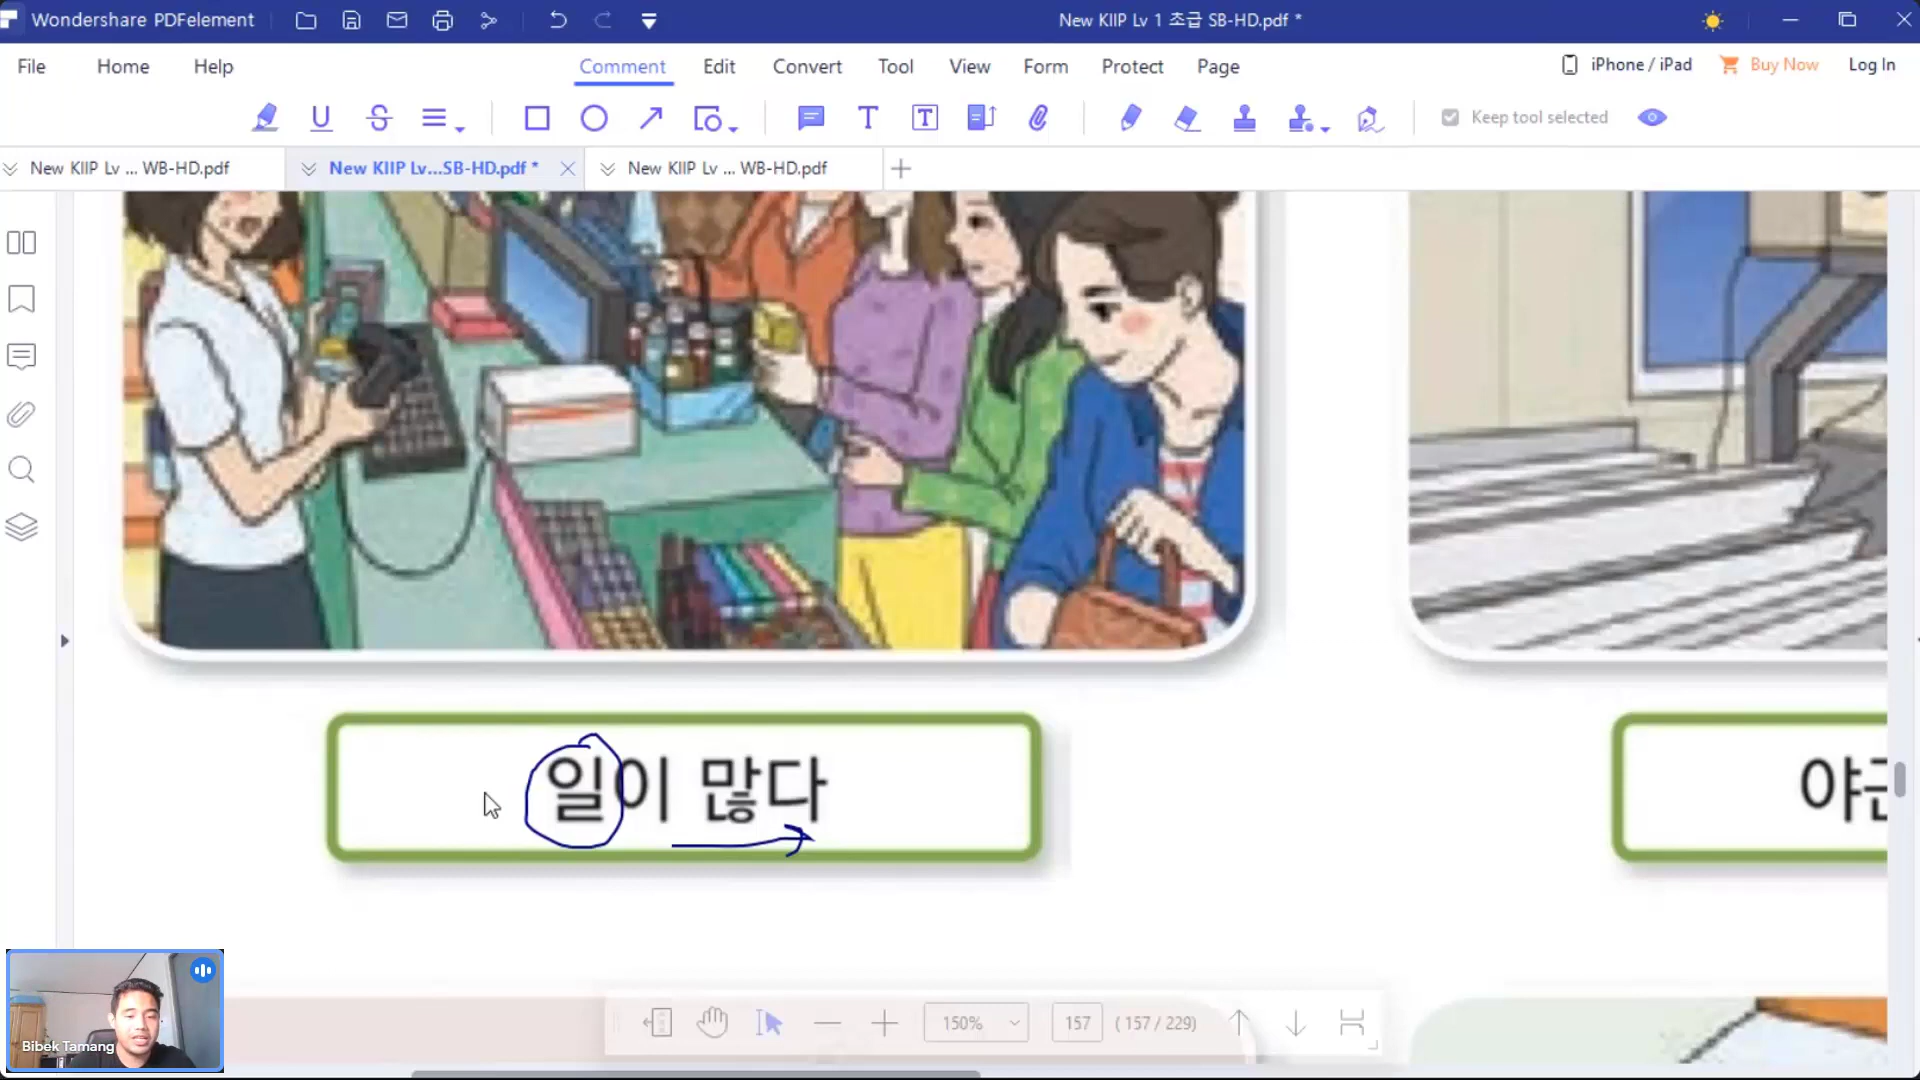 Wondershare PDFelement
New KIIP Lv 1 초급 SB-HD.pdf *
File Home Help Comment Edit Convert Tool View Form Protect Page iPhone / iPad Buy Now Log In
Keep tool selected
New KIIP Lv ... WB-HD.pdf New KIIP Lv...SB-HD.pdf * New KIIP Lv ... WB-HD.pdf
일이 많다
Bibek Tamang
150% 157 ( 157 / 229)